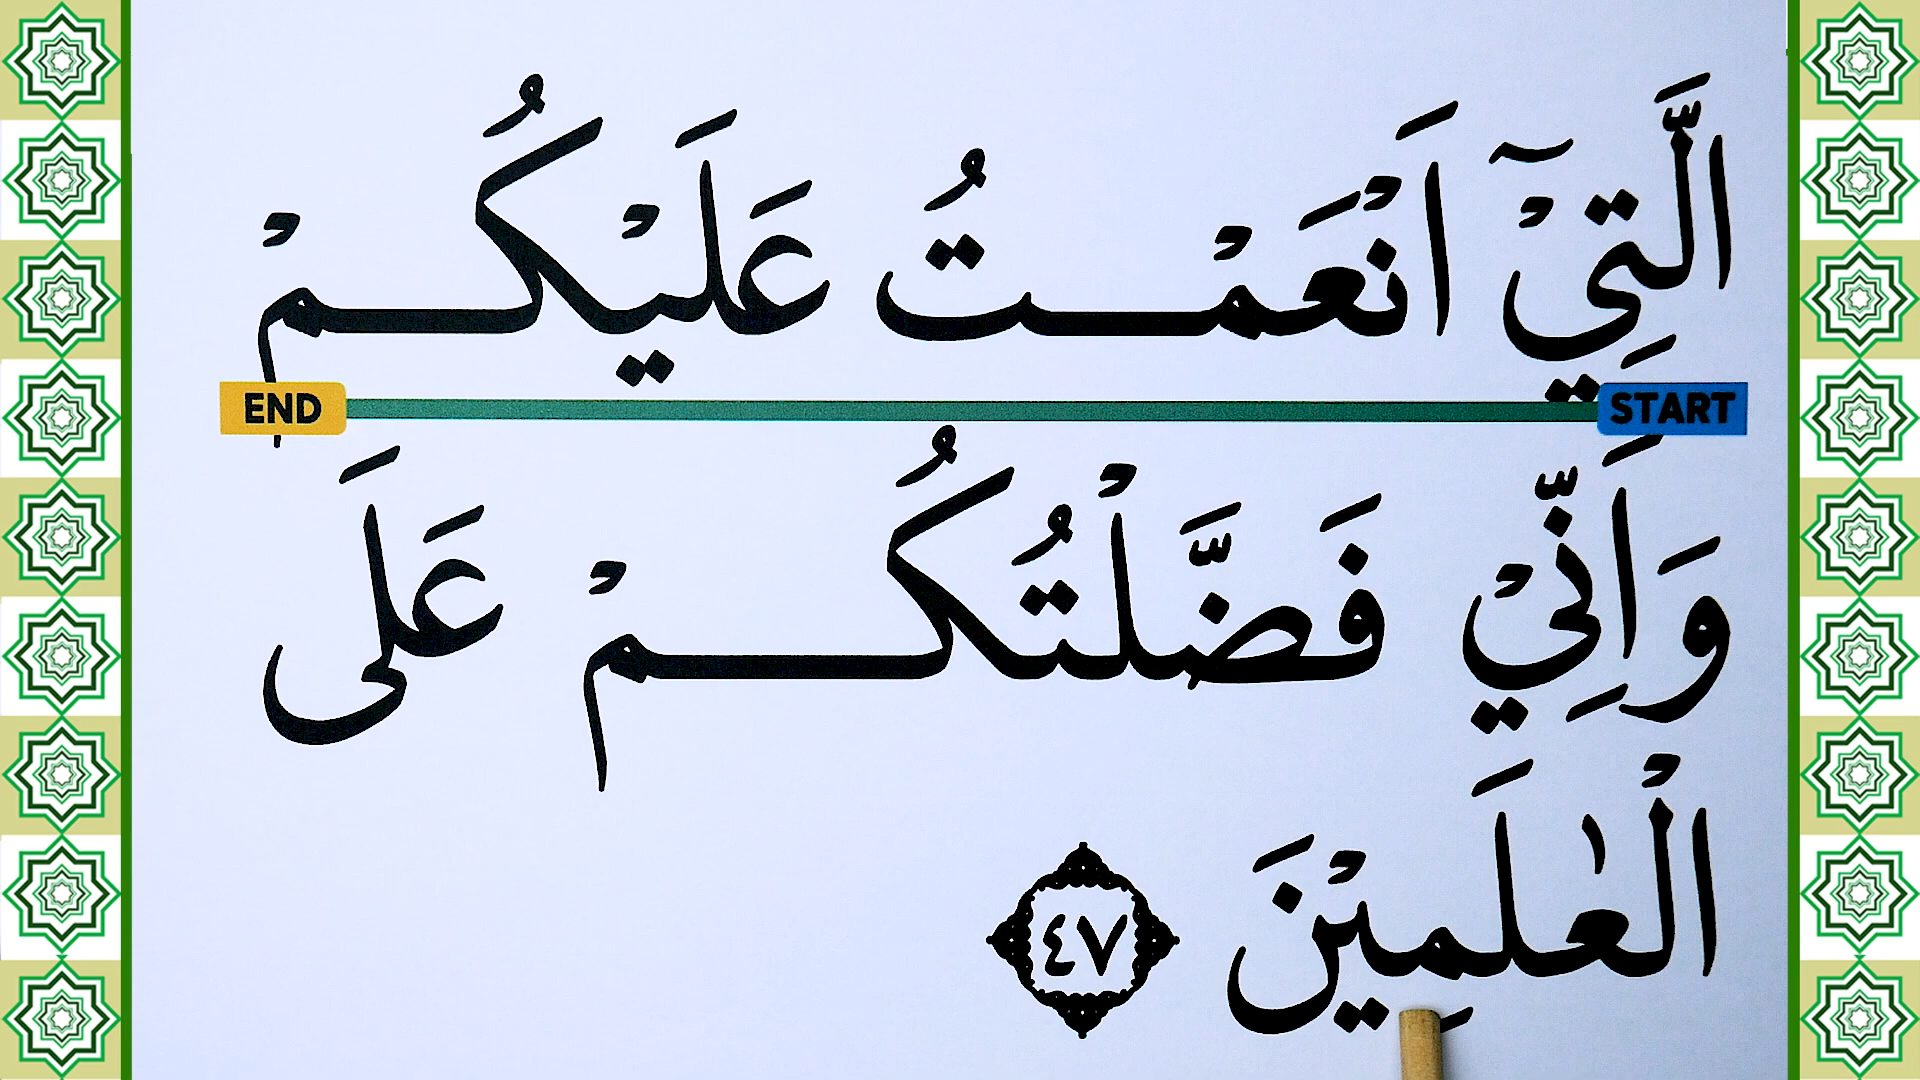 الَّتِيْٓ اَنْعَمْتُ عَلَيْكُمْ
END START
وَاَنِّيْ فَضَّلْتُكُمْ عَلَى
الْعٰلَمِيْنَ ٤٧